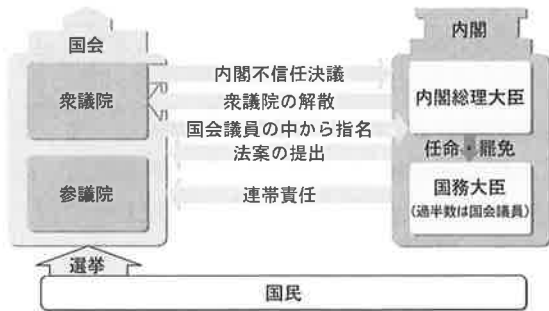 国会
内閣
衆議院
参議院
内閣不信任決議
衆議院の解散
国会議員の中から指名
法案の提出
連帯責任
内閣総理大臣
任命・罷免
国務大臣
(過半数は国会議員)
選挙
国民